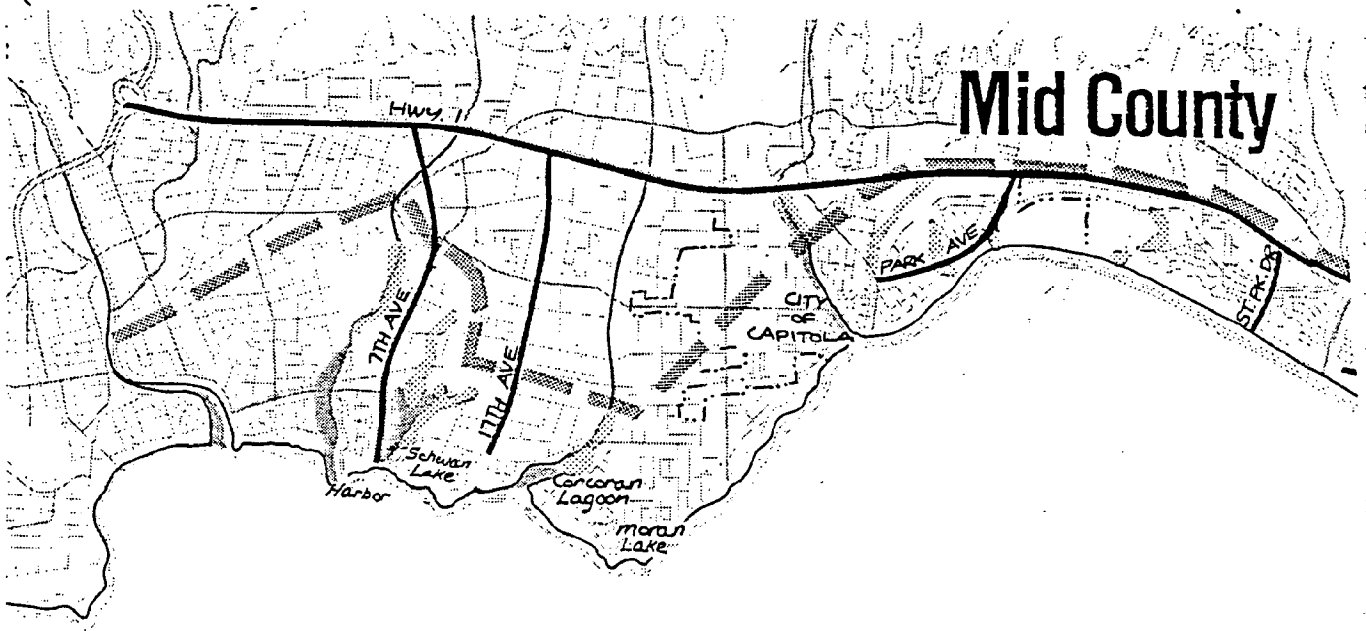 Mid County
HWY. 1
PARK AVE.
ST. PK. DR.
7TH AVE
17TH AVE
CITY
OF
CAPITOLA
Schwan
Lake
Harbor
Corcoran
Lagoon
Moran
Lake